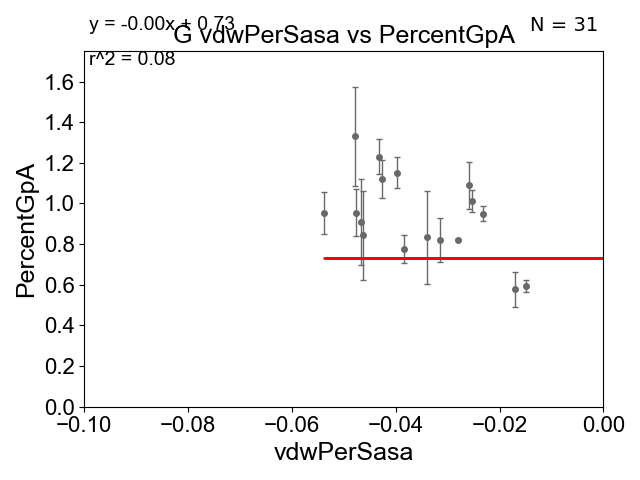 y = -0.00x + 0.73
G vdwPerSasa vs PercentGpA
N = 31
r^2 = 0.08
PercentGpA
1.6
1.4
1.2
1.0
0.8
0.6
0.4
0.2
0.0
−0.10 −0.08 −0.06 −0.04 −0.02 0.00
vdwPerSasa